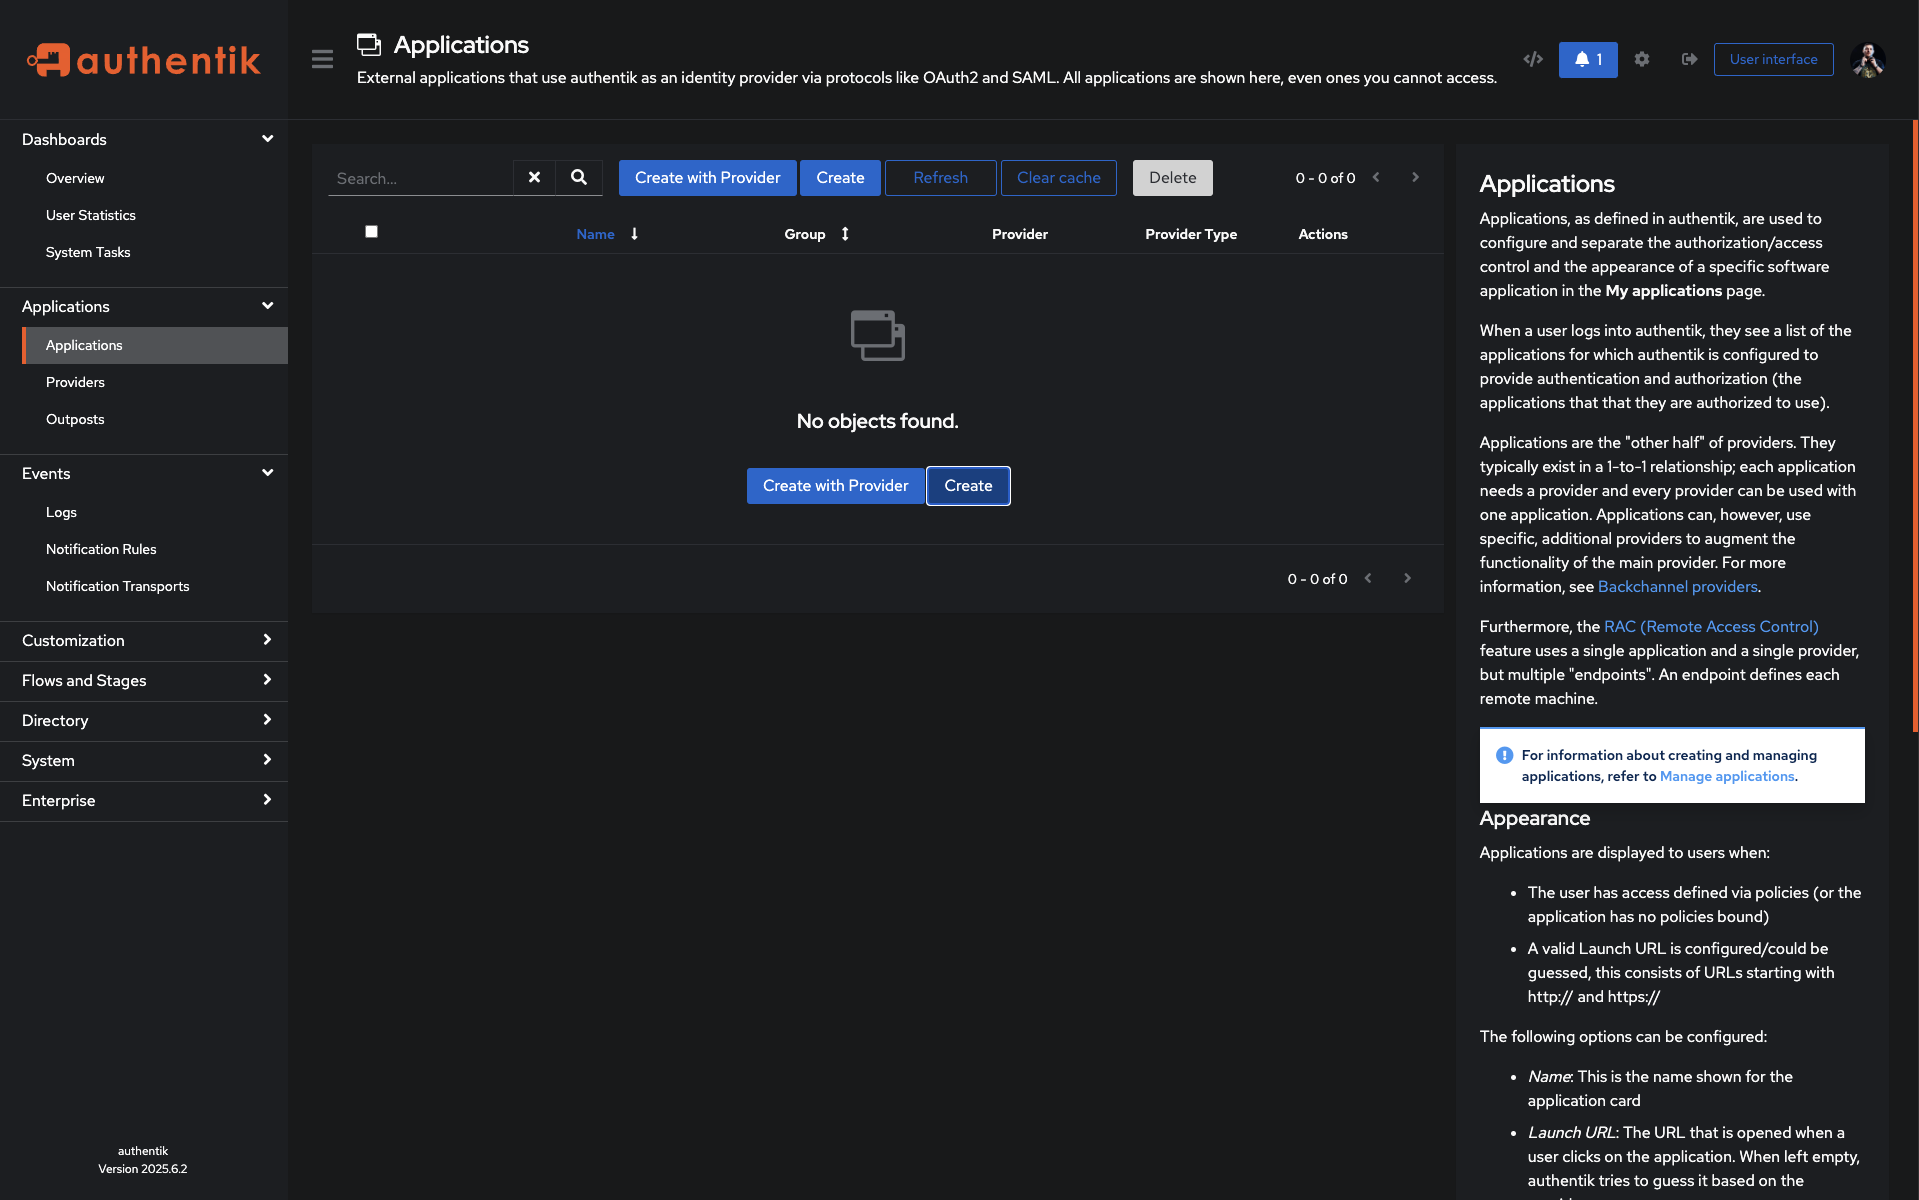 authentik
Applications
External applications that use authentik as an identity provider via protocols like OAuth2 and SAML. All applications are shown here, even ones you cannot access.
1
User interface
Dashboards
Overview
User Statistics
System Tasks
Applications
Applications
Providers
Outposts
Events
Logs
Notification Rules
Notification Transports
Customization
Flows and Stages
Directory
System
Enterprise
authentik
Version 2025.6.2
Search...
Create with Provider
Create
Refresh
Clear cache
Delete
0 - 0 of 0
Name
Group
Provider
Provider Type
Actions
No objects found.
Create with Provider
Create
0 - 0 of 0
Applications
Applications, as defined in authentik, are used to
configure and separate the authorization/access
control and the appearance of a specific software
application in the My applications page.
When a user logs into authentik, they see a list of the
applications for which authentik is configured to
provide authentication and authorization (the
applications that that they are authorized to use).
Applications are the "other half" of providers. They
typically exist in a 1-to-1 relationship; each application
needs a provider and every provider can be used with
one application. Applications can, however, use
specific, additional providers to augment the
functionality of the main provider. For more
information, see Backchannel providers.
Furthermore, the RAC (Remote Access Control)
feature uses a single application and a single provider,
but multiple "endpoints". An endpoint defines each
remote machine.
For information about creating and managing
applications, refer to Manage applications.
Appearance
Applications are displayed to users when:
• The user has access defined via policies (or the
application has no policies bound)
• A valid Launch URL is configured/could be
guessed, this consists of URLs starting with
http:// and https://
The following options can be configured:
• Name: This is the name shown for the
application card
• Launch URL: The URL that is opened when a
user clicks on the application. When left empty,
authentik tries to guess it based on the